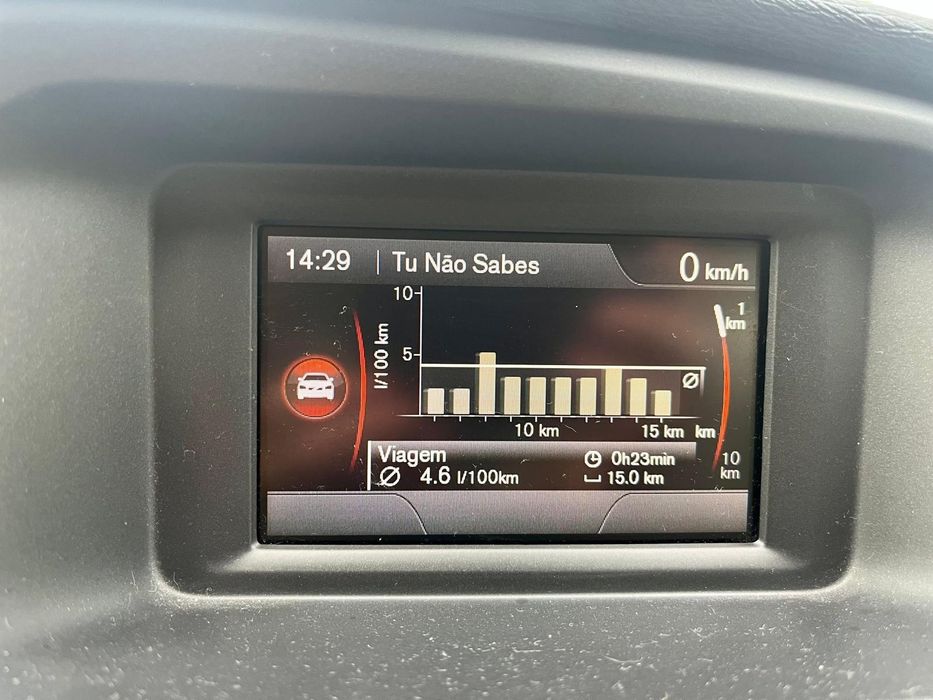 14:29 | Tu Não Sabes 0 km/h
10
l/100 km
5
1 km
Ø
10 km 15 km km
Viagem
Ø 4.6 l/100km
0h23min
15.0 km
10 km